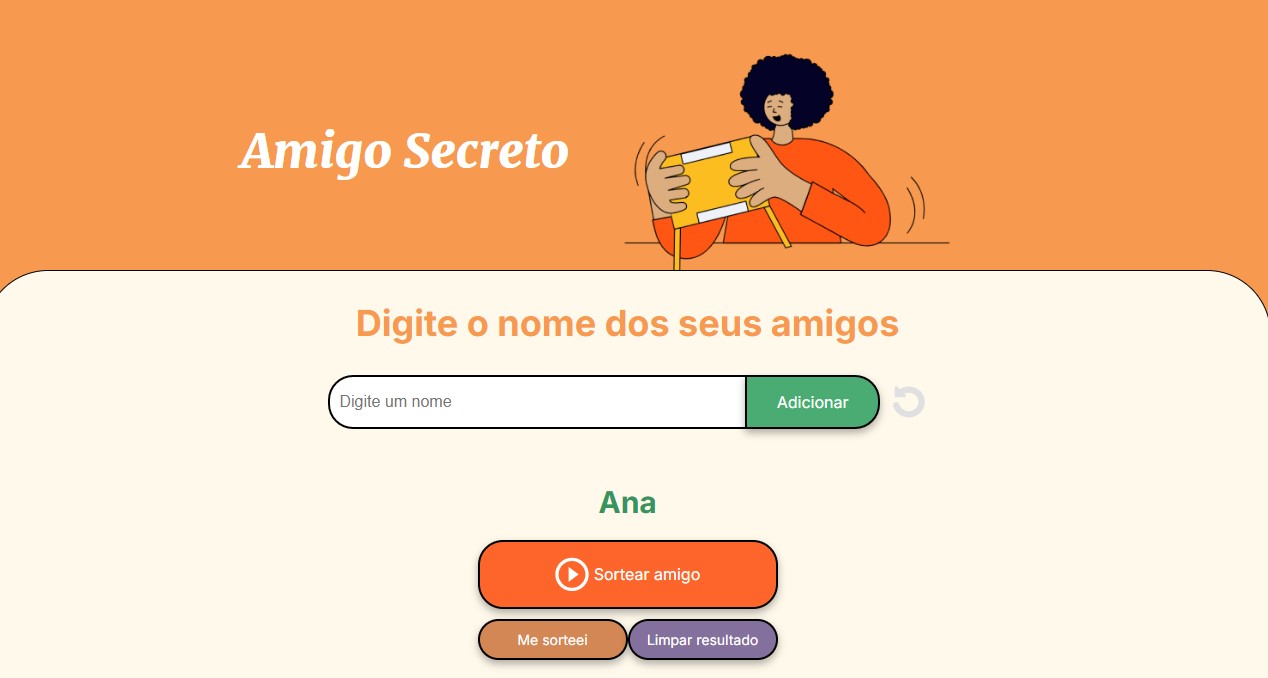 Amigo Secreto
Digite o nome dos seus amigos
Digite um nome
Adicionar
Ana
Sortear amigo
Me sorteei
Limpar resultado